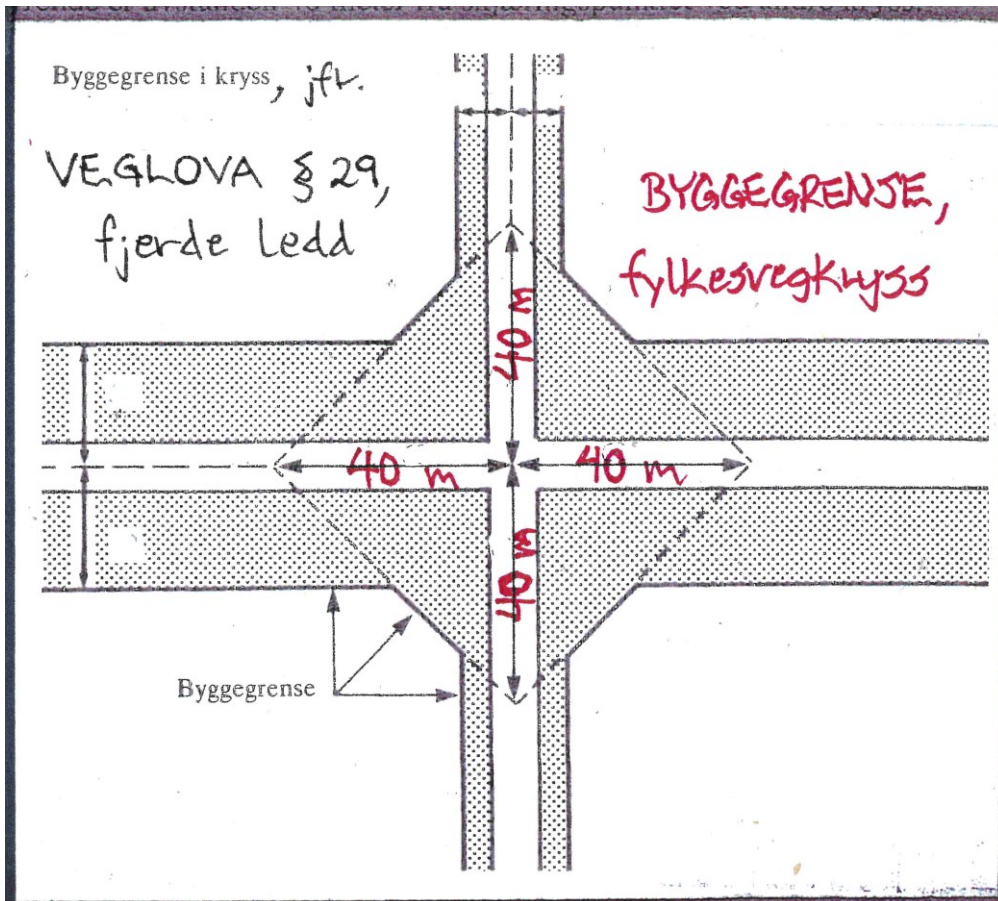 Byggegrense i kryss, jfr.
VEGLOVA § 29,
fjerde ledd
BYGGEGRENSE,
fylkesvegkryss
40 m
40 m
40 m
40 m
Byggegrense